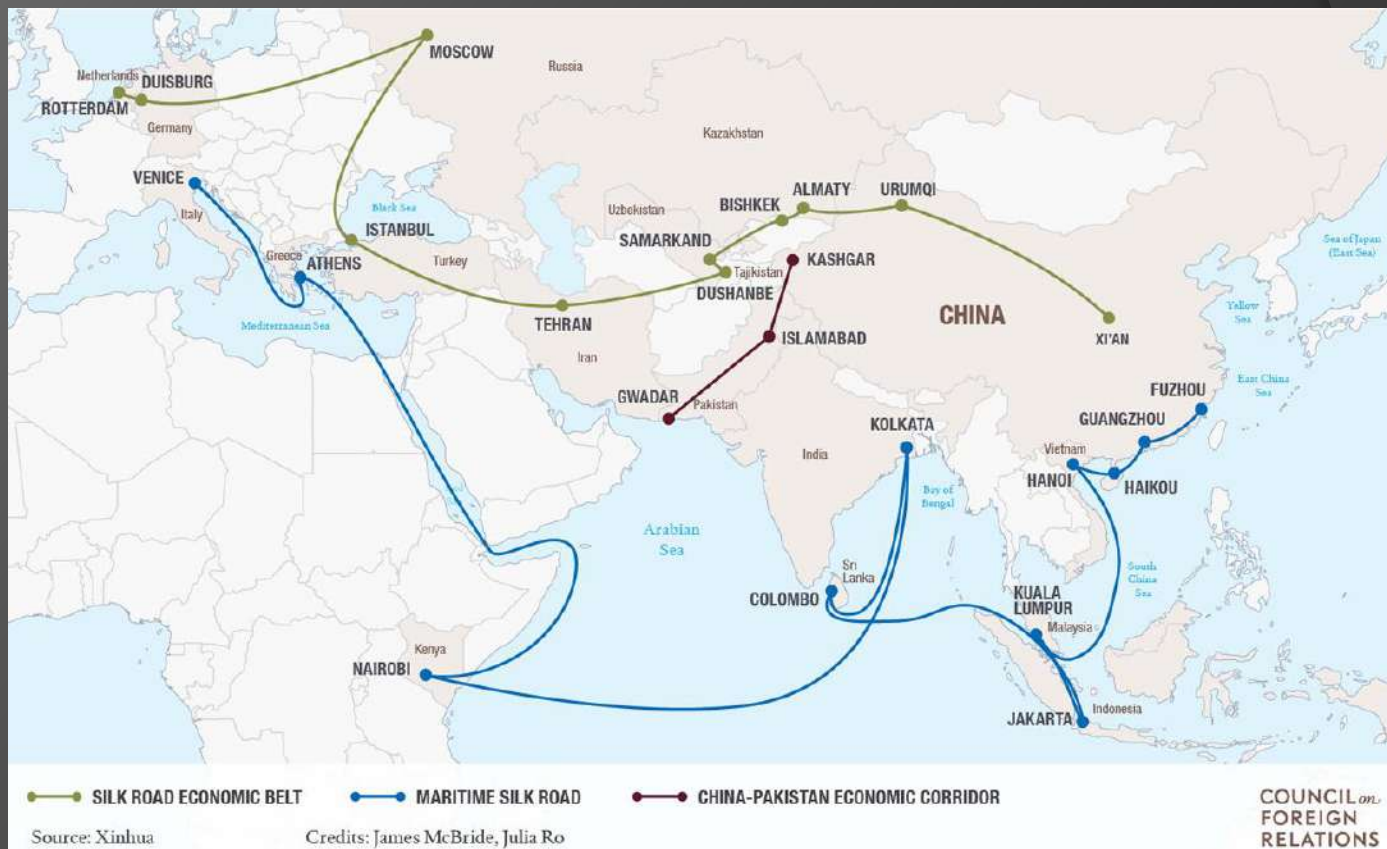 MOSCOW
Netherlands
DUISBURG
Russia
ROTTERDAM
Germany
Kazakhstan
VENICE
ALMATY
URUMQI
BISHKEK
Italy
Black Sea
Uzbekistan
ISTANBUL
SAMARKAND
Sea of Japan
(East Sea)
Greece
ATHENS
Turkey
KASHGAR
Tajikistan
DUSHANBE
Yellow
Sea
CHINA
Mediterranean Sea
TEHRAN
ISLAMABAD
XI'AN
Iran
East China
Sea
FUZHOU
GWADAR
Pakistan
GUANGZHOU
KOLKATA
Vietnam
India
HANOI
HAIKOU
Bay of
Bengal
Arabian
Sea
Sri
Lanka
South
China
Sea
COLOMBO
KUALA
LUMPUR
Malaysia
Kenya
NAIROBI
Indonesia
JAKARTA
SILK ROAD ECONOMIC BELT
MARITIME SILK ROAD
CHINA-PAKISTAN ECONOMIC CORRIDOR
COUNCIL on
FOREIGN
RELATIONS
Source: Xinhua
Credits: James McBride, Julia Ro